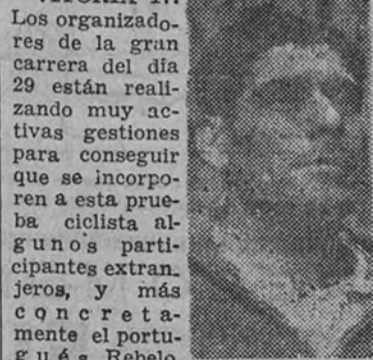 Los organizado-
res de la gran
carrera del día
29 están reali-
zando muy ac-
tivas gestiones
para conseguir
que se incorpo-
ren a esta prue-
ba ciclista al-
gunos parti-
cipantes extran-
jeros, y más
concreta-
mente el portu-
gués Rebelo,